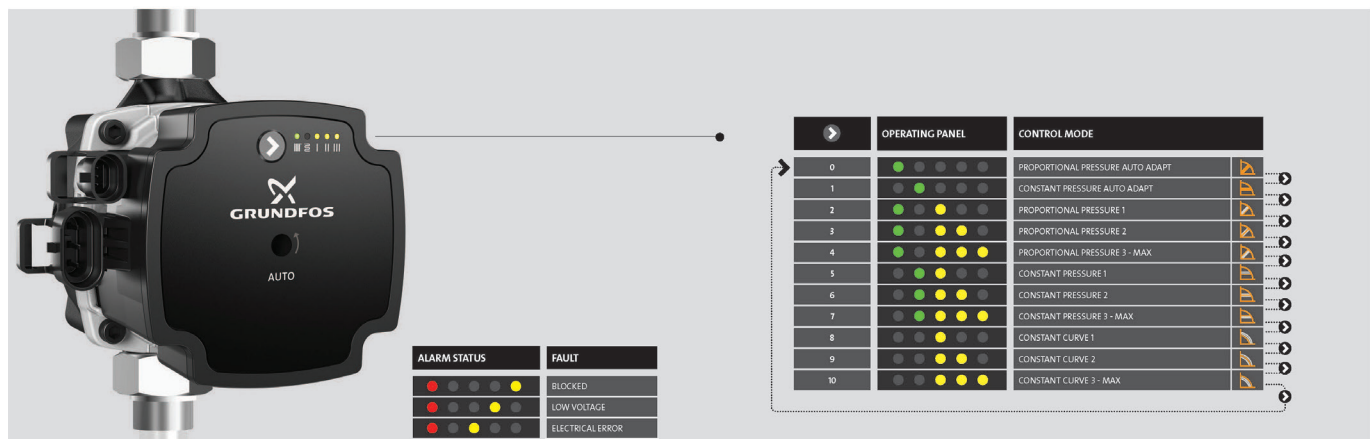 GRUNDFOS
AUTO
ALARM STATUS FAULT
BLOCKED
LOW VOLTAGE
ELECTRICAL ERROR
OPERATING PANEL CONTROL MODE
0 PROPORTIONAL PRESSURE AUTO ADAPT
1 CONSTANT PRESSURE AUTO ADAPT
2 PROPORTIONAL PRESSURE 1
3 PROPORTIONAL PRESSURE 2
4 PROPORTIONAL PRESSURE 3 - MAX
5 CONSTANT PRESSURE 1
6 CONSTANT PRESSURE 2
7 CONSTANT PRESSURE 3 - MAX
8 CONSTANT CURVE 1
9 CONSTANT CURVE 2
10 CONSTANT CURVE 3 - MAX